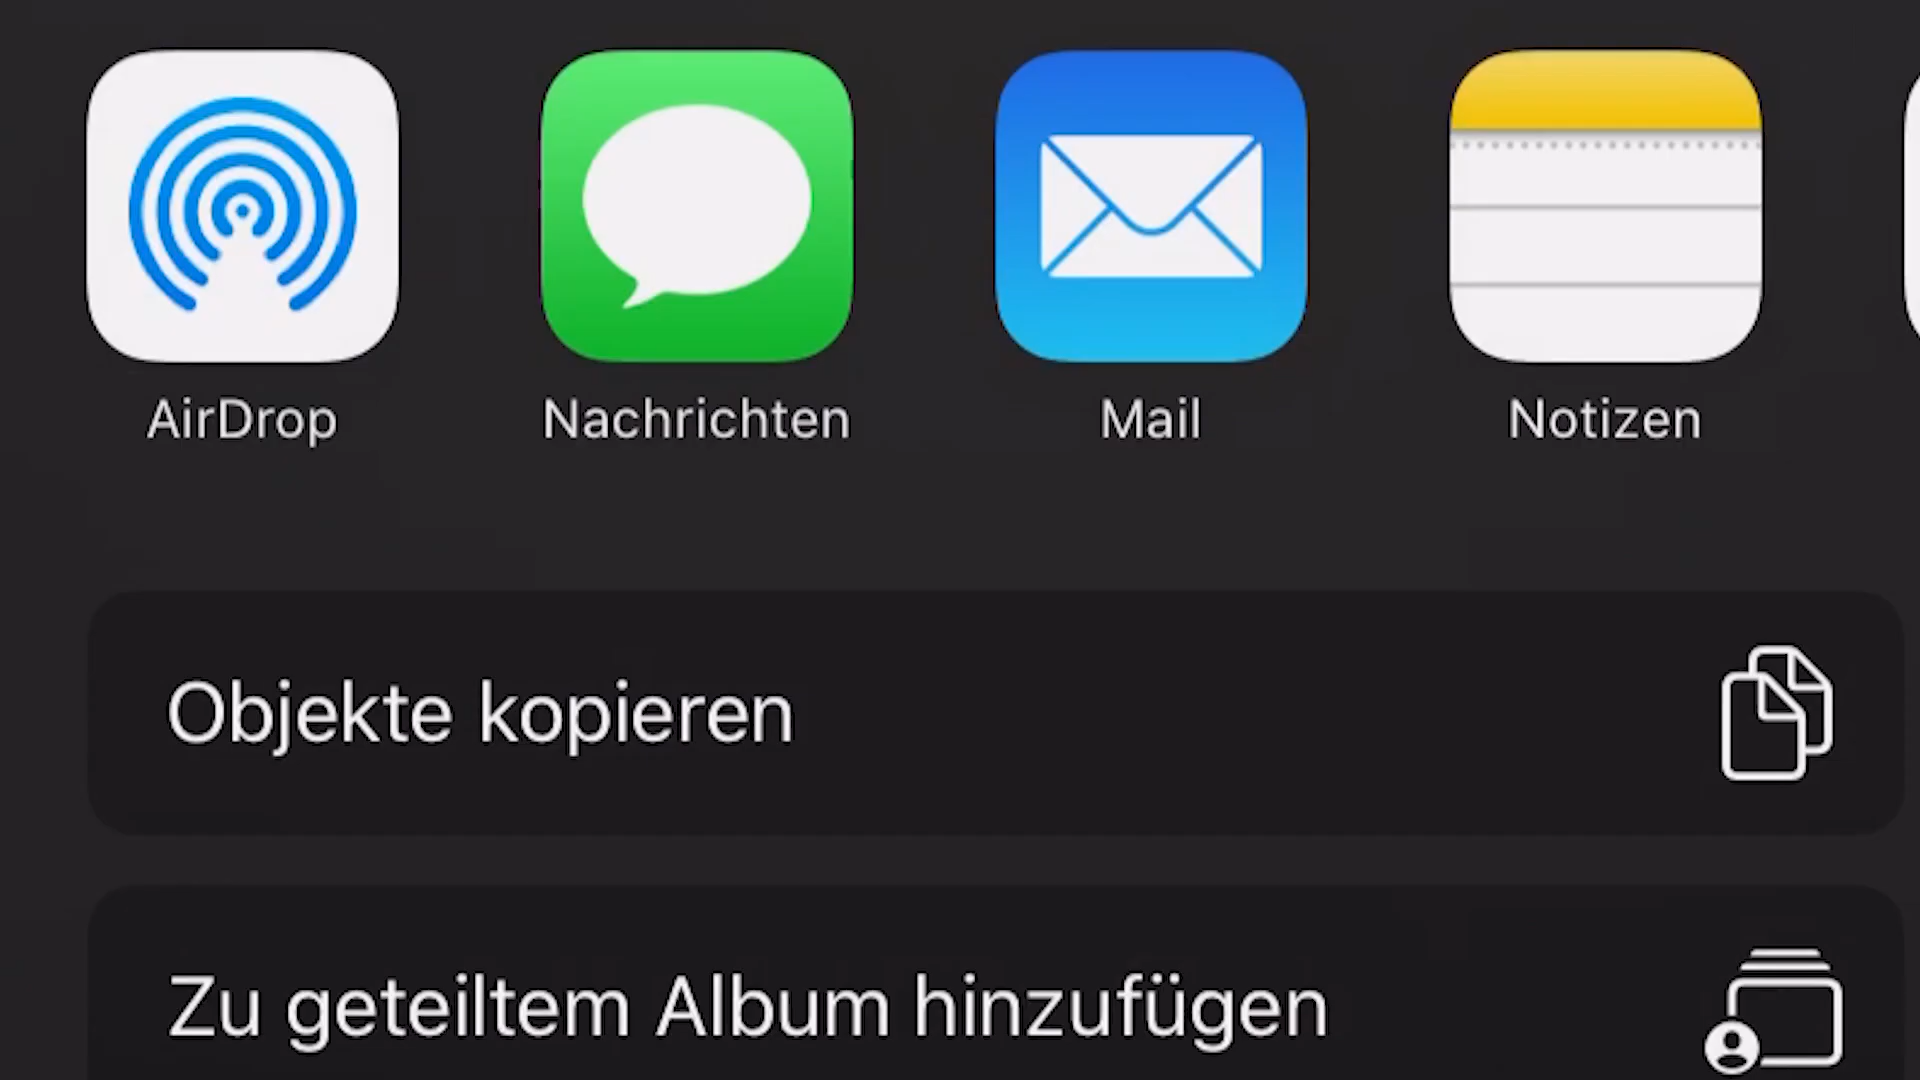 AirDrop Nachrichten Mail Notizen
Objekte kopieren
Zu geteiltem Album hinzufügen